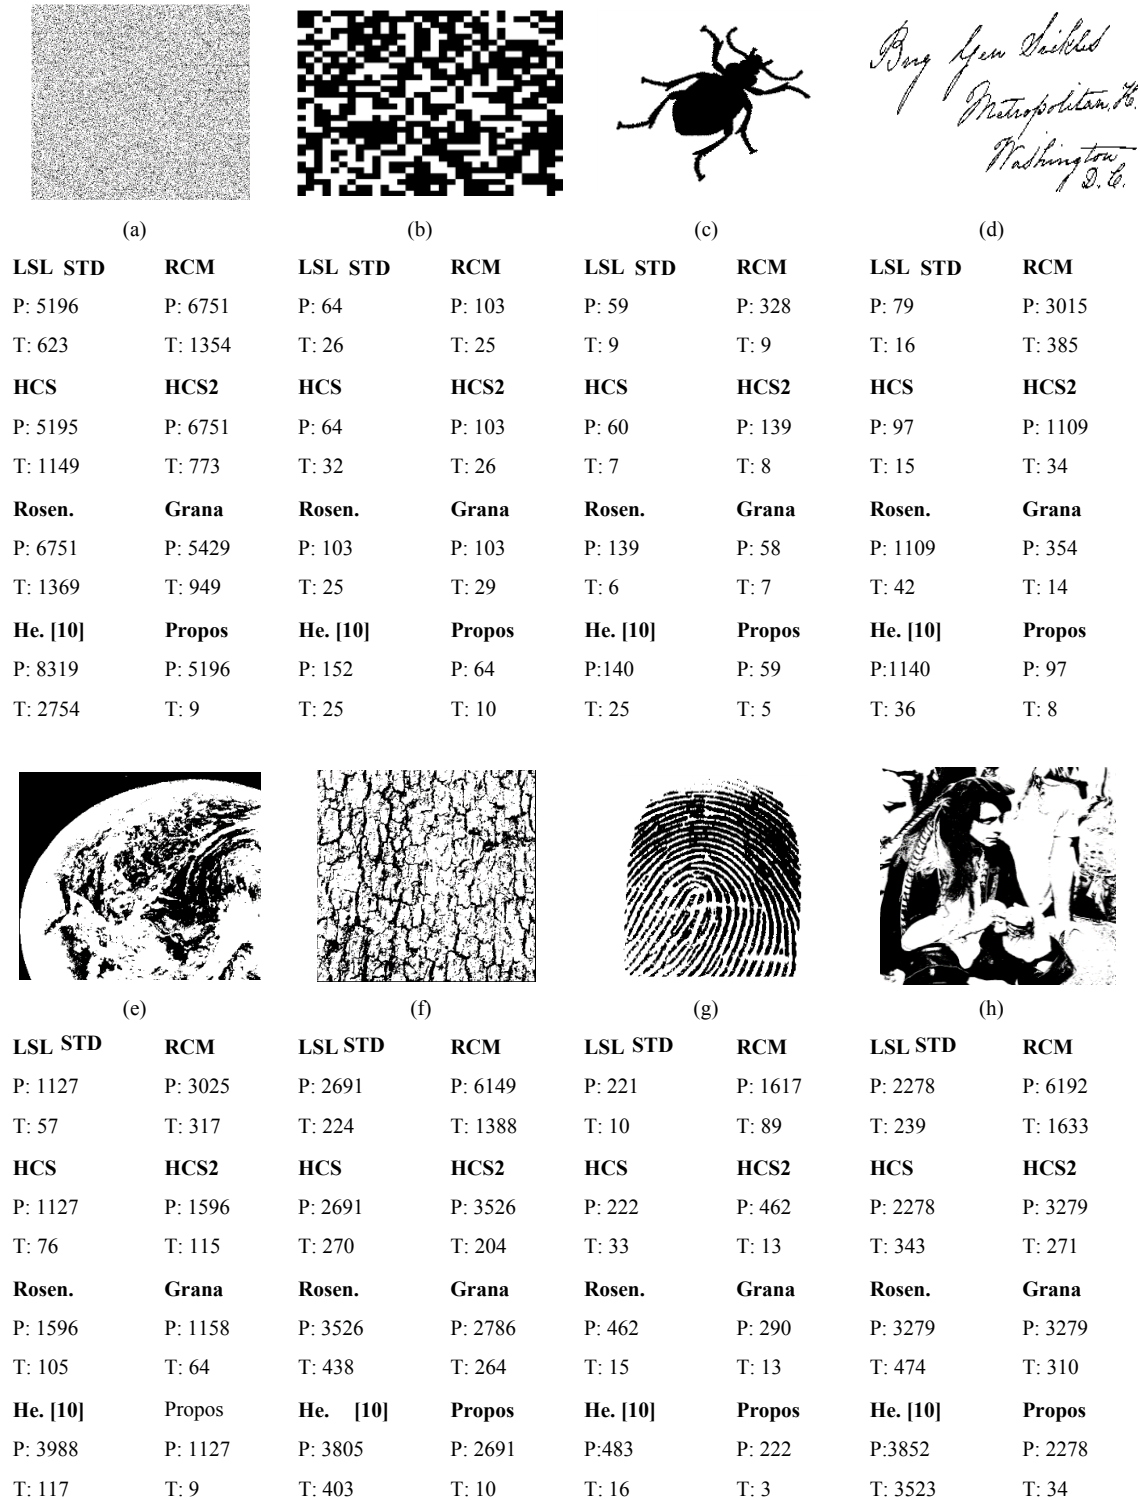 Brig Gen Sickles
Metropolitan, H.
Washington
D. C.
(a) (b) (c) (d)
LSL STD RCM LSL STD RCM LSL STD RCM LSL STD RCM
P: 5196 P: 6751 P: 64 P: 103 P: 59 P: 328 P: 79 P: 3015
T: 623 T: 1354 T: 26 T: 25 T: 9 T: 9 T: 16 T: 385
HCS HCS2 HCS HCS2 HCS HCS2 HCS HCS2
P: 5195 P: 6751 P: 64 P: 103 P: 60 P: 139 P: 97 P: 1109
T: 1149 T: 773 T: 32 T: 26 T: 7 T: 8 T: 15 T: 34
Rosen. Grana Rosen. Grana Rosen. Grana Rosen. Grana
P: 6751 P: 5429 P: 103 P: 103 P: 139 P: 58 P: 1109 P: 354
T: 1369 T: 949 T: 25 T: 29 T: 6 T: 7 T: 42 T: 14
He. [10] Propos He. [10] Propos He. [10] Propos He. [10] Propos
P: 8319 P: 5196 P: 152 P: 64 P:140 P: 59 P:1140 P: 97
T: 2754 T: 9 T: 25 T: 10 T: 25 T: 5 T: 36 T: 8
(e) (f) (g) (h)
LSL STD RCM LSL STD RCM LSL STD RCM LSL STD RCM
P: 1127 P: 3025 P: 2691 P: 6149 P: 221 P: 1617 P: 2278 P: 6192
T: 57 T: 317 T: 224 T: 1388 T: 10 T: 89 T: 239 T: 1633
HCS HCS2 HCS HCS2 HCS HCS2 HCS HCS2
P: 1127 P: 1596 P: 2691 P: 3526 P: 222 P: 462 P: 2278 P: 3279
T: 76 T: 115 T: 270 T: 204 T: 33 T: 13 T: 343 T: 271
Rosen. Grana Rosen. Grana Rosen. Grana Rosen. Grana
P: 1596 P: 1158 P: 3526 P: 2786 P: 462 P: 290 P: 3279 P: 3279
T: 105 T: 64 T: 438 T: 264 T: 15 T: 13 T: 474 T: 310
He. [10] Propos He. [10] Propos He. [10] Propos He. [10] Propos
P: 3988 P: 1127 P: 3805 P: 2691 P:483 P: 222 P:3852 P: 2278
T: 117 T: 9 T: 403 T: 10 T: 16 T: 3 T: 3523 T: 34